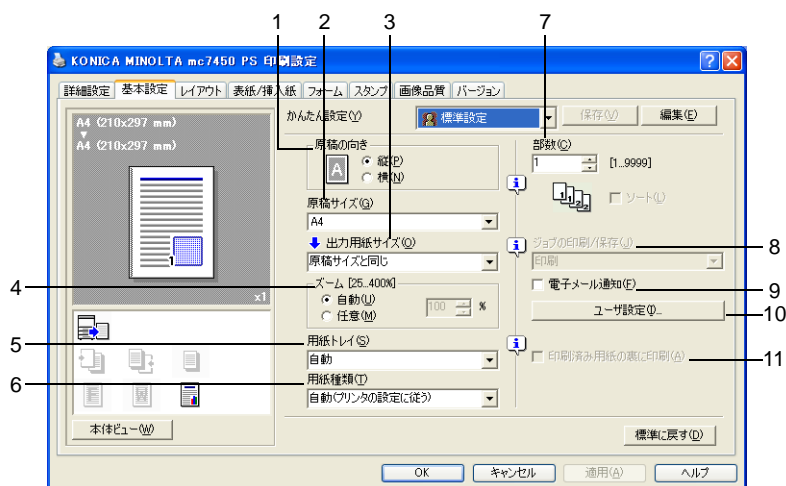 1
2
3
7
KONICA MINOLTA mc7450 PS 印刷設定
詳細設定 基本設定 レイアウト 表紙/挿入紙 フォーム スタンプ 画像品質 バージョン
A4 (210x297 mm)
A4 (210x297 mm)
1
x1
本体ビュー(W)
かんたん設定(Y)
標準設定
保存(V)
編集(E)
原稿の向き
A
縦(P)
横(N)
原稿サイズ(G)
A4
出力用紙サイズ(O)
原稿サイズと同じ
4
ズーム [25..400%]
自動(U)
任意(M)
100 %
5
用紙トレイ(S)
自動
6
用紙種類(T)
自動(プリンタの設定に従う)
部数(C)
1 [1..9999]
1 1 2 2
ソート(L)
ジョブの印刷/保存(J)
8
印刷
電子メール通知(F)
9
ユーザ設定(I)...
10
印刷済み用紙の裏に印刷(A)
11
標準に戻す(D)
OK キャンセル 適用(A) ヘルプ